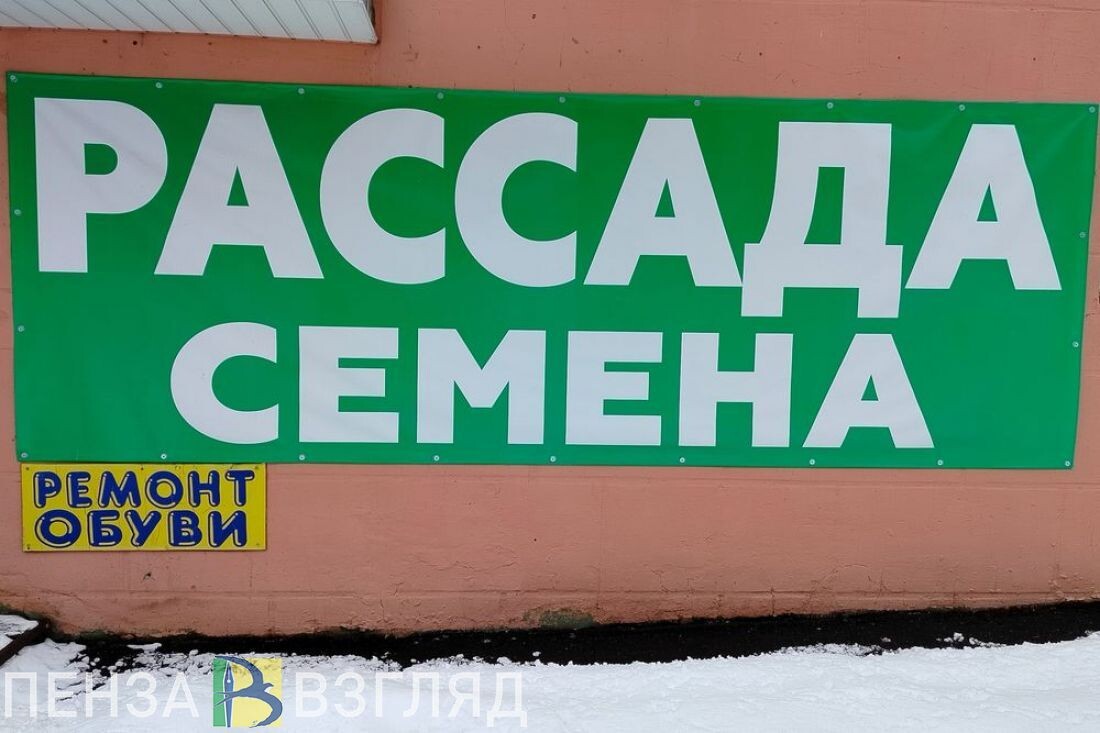 РАССАДА
СЕМЕНА
РЕМОНТ
ОБУВИ
ПЕНЗА В ВЗГЛЯД